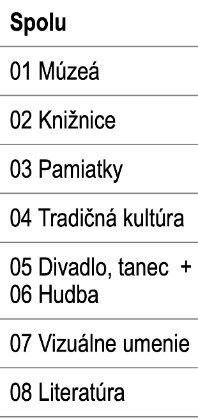 Spolu
01 Múzeá
02 Knižnice
03 Pamiatky
04 Tradičná kultúra
05 Divadlo, tanec +
06 Hudba
07 Vizuálne umenie
08 Literatúra